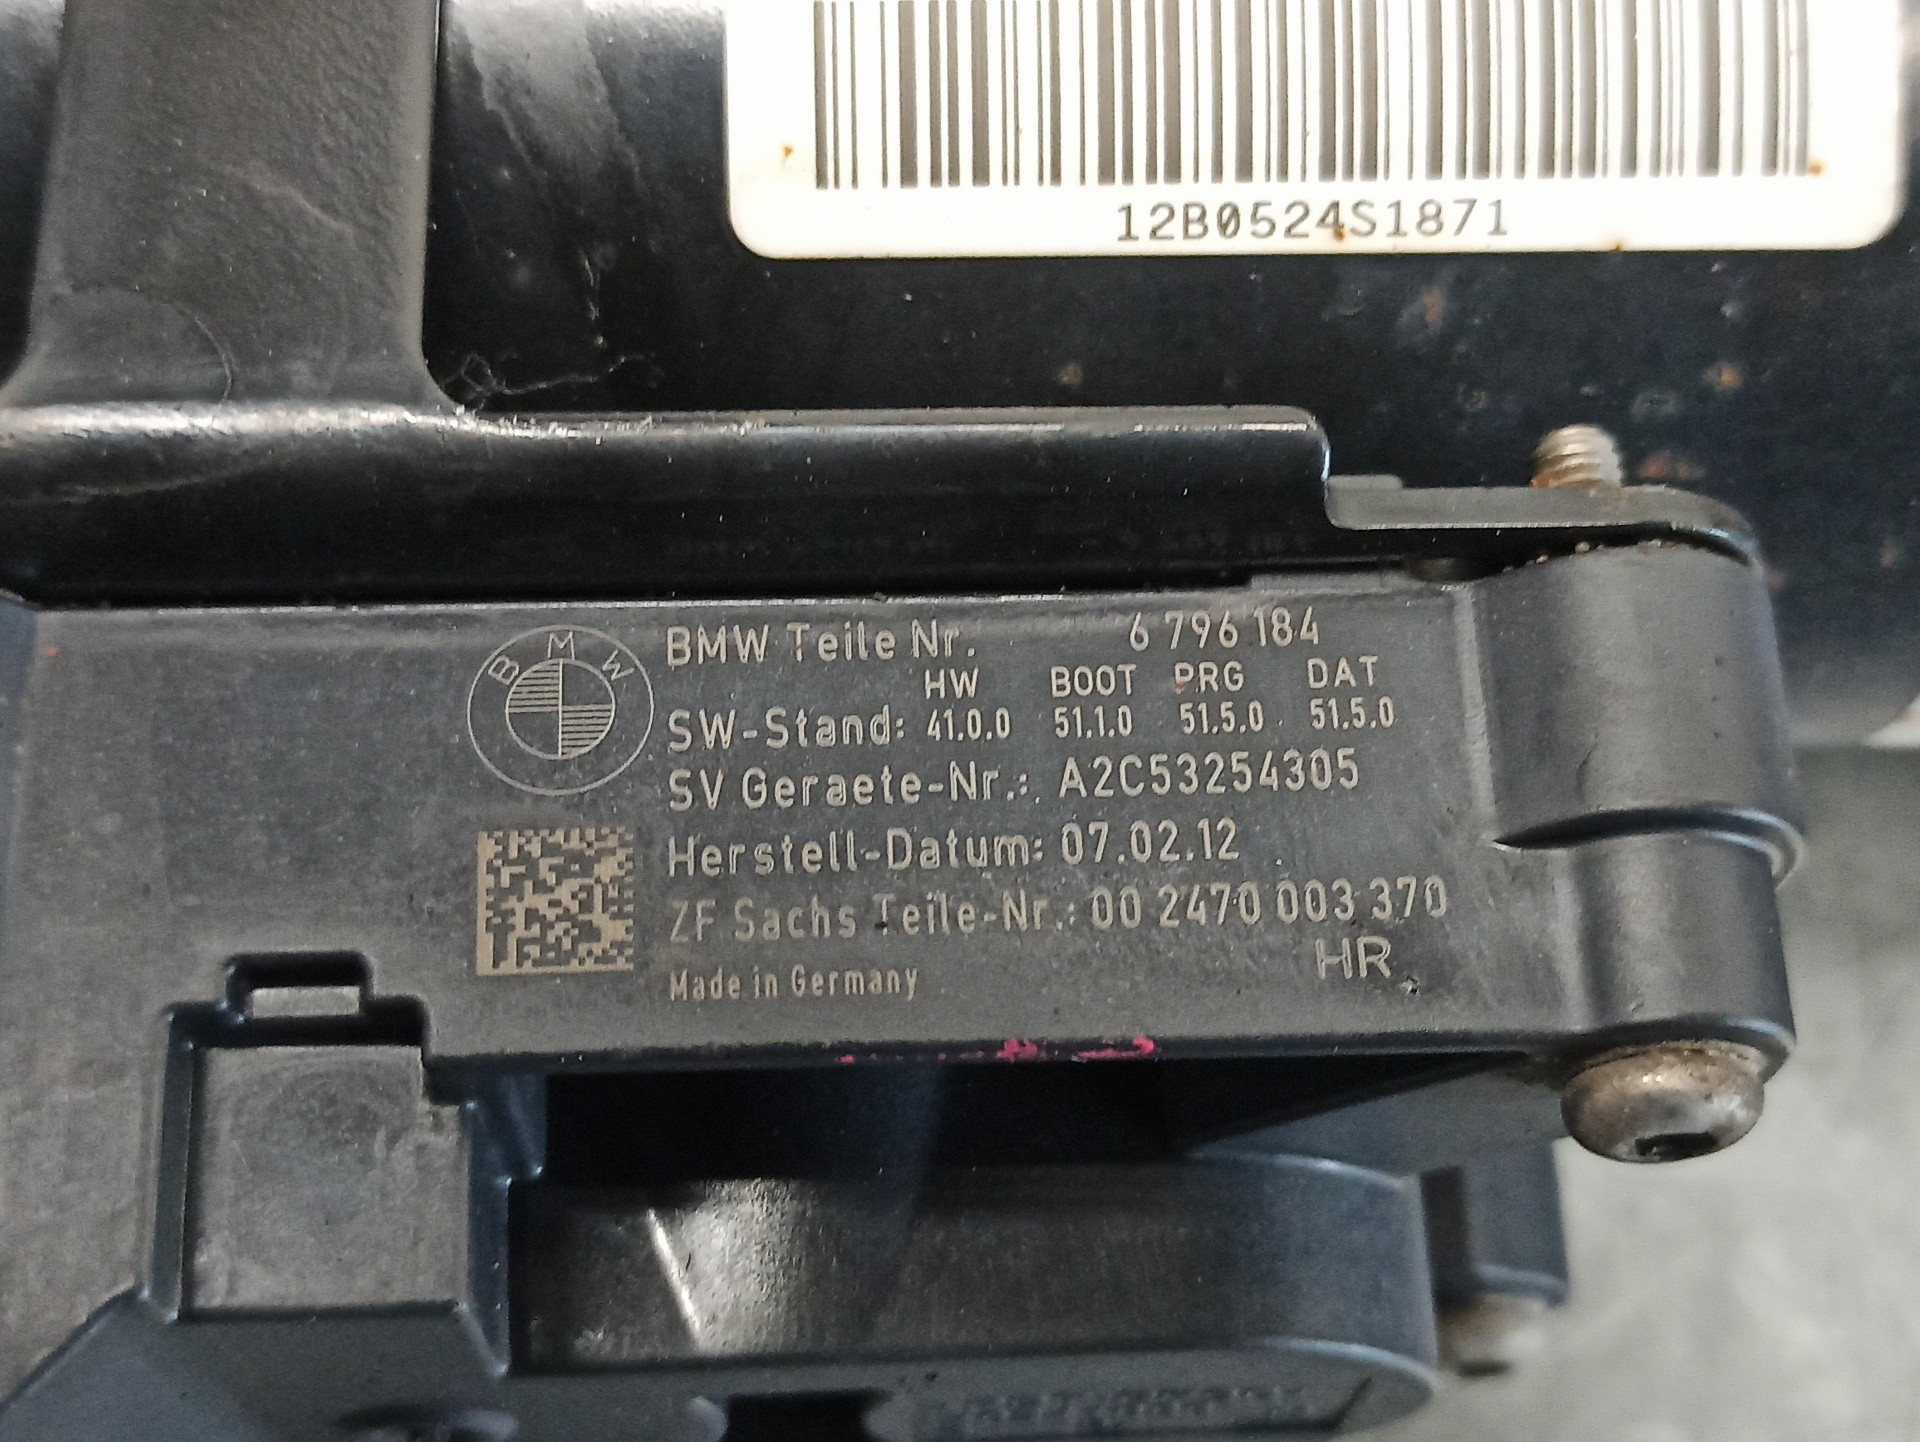 12B0524S1871
BMW
BMW Teile Nr. 6 796 184
HW BOOT PRG DAT
SW-Stand: 41.0.0 51.1.0 51.5.0 51.5.0
SV Geraete-Nr.: A2C53254305
Herstell-Datum: 07.02.12
ZF Sachs Teile-Nr.: 00 2470 003 370
HR
Made in Germany